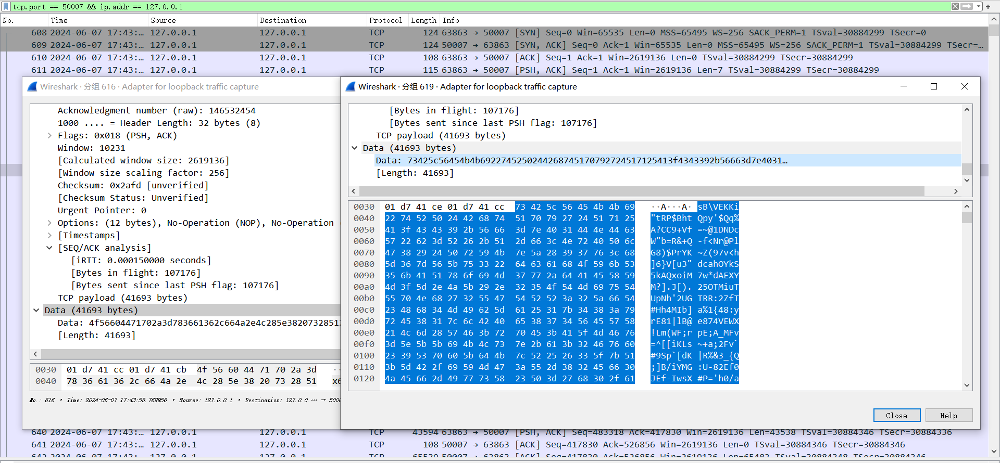 tcp.port == 50007 && ip.addr == 127.0.0.1
No. Time Source Destination Protocol Length Info
608 2024-06-07 17:43:… 127.0.0.1 127.0.0.1 TCP 124 63863 → 50007 [SYN] Seq=0 Win=65535 Len=0 MSS=65495 WS=256 SACK_PERM=1 TSval=30884299 TSecr=0
609 2024-06-07 17:43:… 127.0.0.1 127.0.0.1 TCP 124 50007 → 63863 [SYN, ACK] Seq=0 Ack=1 Win=65535 Len=0 MSS=65495 WS=256 SACK_PERM=1 TSval=30884299 TSecr=…
610 2024-06-07 17:43:… 127.0.0.1 127.0.0.1 TCP 108 63863 → 50007 [ACK] Seq=1 Ack=1 Win=2619136 Len=0 TSval=30884299 TSecr=30884299
611 2024-06-07 17:43:… 127.0.0.1 127.0.0.1 TCP 115 63863 → 50007 [PSH, ACK] Seq=1 Ack=1 Win=2619136 Len=7 TSval=30884299 TSecr=30884299
Wireshark · 分组 616 · Adapter for loopback traffic capture
Acknowledgment number (raw): 146532454
1000 .... = Header Length: 32 bytes (8)
Flags: 0x018 (PSH, ACK)
Window: 10231
[Calculated window size: 2619136]
[Window size scaling factor: 256]
Checksum: 0x2afd [unverified]
[Checksum Status: Unverified]
Urgent Pointer: 0
Options: (12 bytes), No-Operation (NOP), No-Operation
[Timestamps]
[SEQ/ACK analysis]
[iRTT: 0.000150000 seconds]
[Bytes in flight: 107176]
[Bytes sent since last PSH flag: 107176]
TCP payload (41693 bytes)
Data (41693 bytes)
Data: 4f56604471702a3d783661362c664a2e4c285e382073285​1
[Length: 41693]
0030 01 d7 41 cc 01 d7 41 cb 4f 56 60 44 71 70 2a 3d ··
0040 78 36 61 36 2c 66 4a 2e 4c 28 5e 38 20 73 28 51 x6
No.: 616 · Time: 2024-06-07 17:43:58.768956 · Source: 127.0.0.1 · Destination: 127.0.0.… → 5000
Wireshark · 分组 619 · Adapter for loopback traffic capture
[Bytes in flight: 107176]
[Bytes sent since last PSH flag: 107176]
TCP payload (41693 bytes)
Data (41693 bytes)
Data: 73425c56454b4b6922745250244268745170792724517125413f4343392b56663d7e4031…
[Length: 41693]
0030 01 d7 41 ce 01 d7 41 cc 73 42 5c 56 45 4b 4b 69 ··A···A· sB\VEKKi
0040 22 74 52 50 24 42 68 74 51 70 79 27 24 51 71 25 "tRP$Bht Qpy'$Qq%
0050 41 3f 43 43 39 2b 56 66 3d 7e 40 31 44 4e 44 63 A?CC9+Vf =~@1DNDc
0060 57 22 62 3d 52 26 2b 51 2d 66 3c 4e 72 40 50 6c W"b=R&+Q -f<Nr@Pl
0070 47 38 29 24 50 72 59 4b 7e 5a 28 39 37 76 3c 68 G8)$PrYK ~Z(97v<h
0080 5d 36 7d 56 5b 75 33 22 64 63 61 68 4f 59 6b 53 ]6}V[u3" dcahOYkS
0090 35 6b 41 51 78 6f 69 4d 37 77 2a 64 41 45 58 59 5kAQxoiM 7w*dAEXY
00a0 4d 3f 5d 2e 4a 5b 29 2e 32 35 4f 54 4d 69 75 54 M?].J[). 25OTMiuT
00b0 55 70 4e 68 27 32 55 47 54 52 52 3a 32 5a 66 54 UpNh'2UG TRR:2ZfT
00c0 23 48 68 34 4d 49 62 5d 61 25 31 7b 34 38 3a 79 #Hh4MIb] a%1{48:y
00d0 72 45 38 31 7c 6c 42 40 65 38 37 34 56 45 57 58 rE81|lB@ e874VEWX
00e0 21 4c 6d 28 57 46 3b 72 70 45 3b 41 5f 4d 46 76 !Lm(WF;r pE;A_MFv
00f0 3d 5e 5b 5b 69 4b 4c 73 7e 2b 61 3b 32 46 76 60 =^[[iKLs ~+a;2Fv`
0100 23 39 53 70 60 5b 64 4b 7c 52 25 26 33 5f 7b 51 #9Sp`[dK |R%&3_{Q
0110 3b 5d 42 2f 69 59 4d 47 3a 55 2d 38 32 45 66 30 ;]B/iYMG :U-82Ef0
0120 4a 45 66 2d 49 77 73 58 23 50 3d 27 68 30 2f 61 JEf-IwsX #P='h0/a
Close Help
640 2024-06-07 17:43:… 127.0.0.1 127.0.0.1 TCP 43594 63863 → 50007 [PSH, ACK] Seq=483318 Ack=417830 Win=2619136 Len=43538 TSval=30884346 TSecr=30884336
641 2024-06-07 17:43:… 127.0.0.1 127.0.0.1 TCP 108 50007 → 63863 [ACK] Seq=417830 Ack=526856 Win=2619136 Len=0 TSval=30884346 TSecr=30884346
642 2024-06-07 17:43:… 127.0.0.1 127.0.0.1 TCP 65539 50007 → 63863 [ACK] Seq=417830 Ack=526856 Win=2619136 Len=65483 TSval=30884348 TSecr=30884346